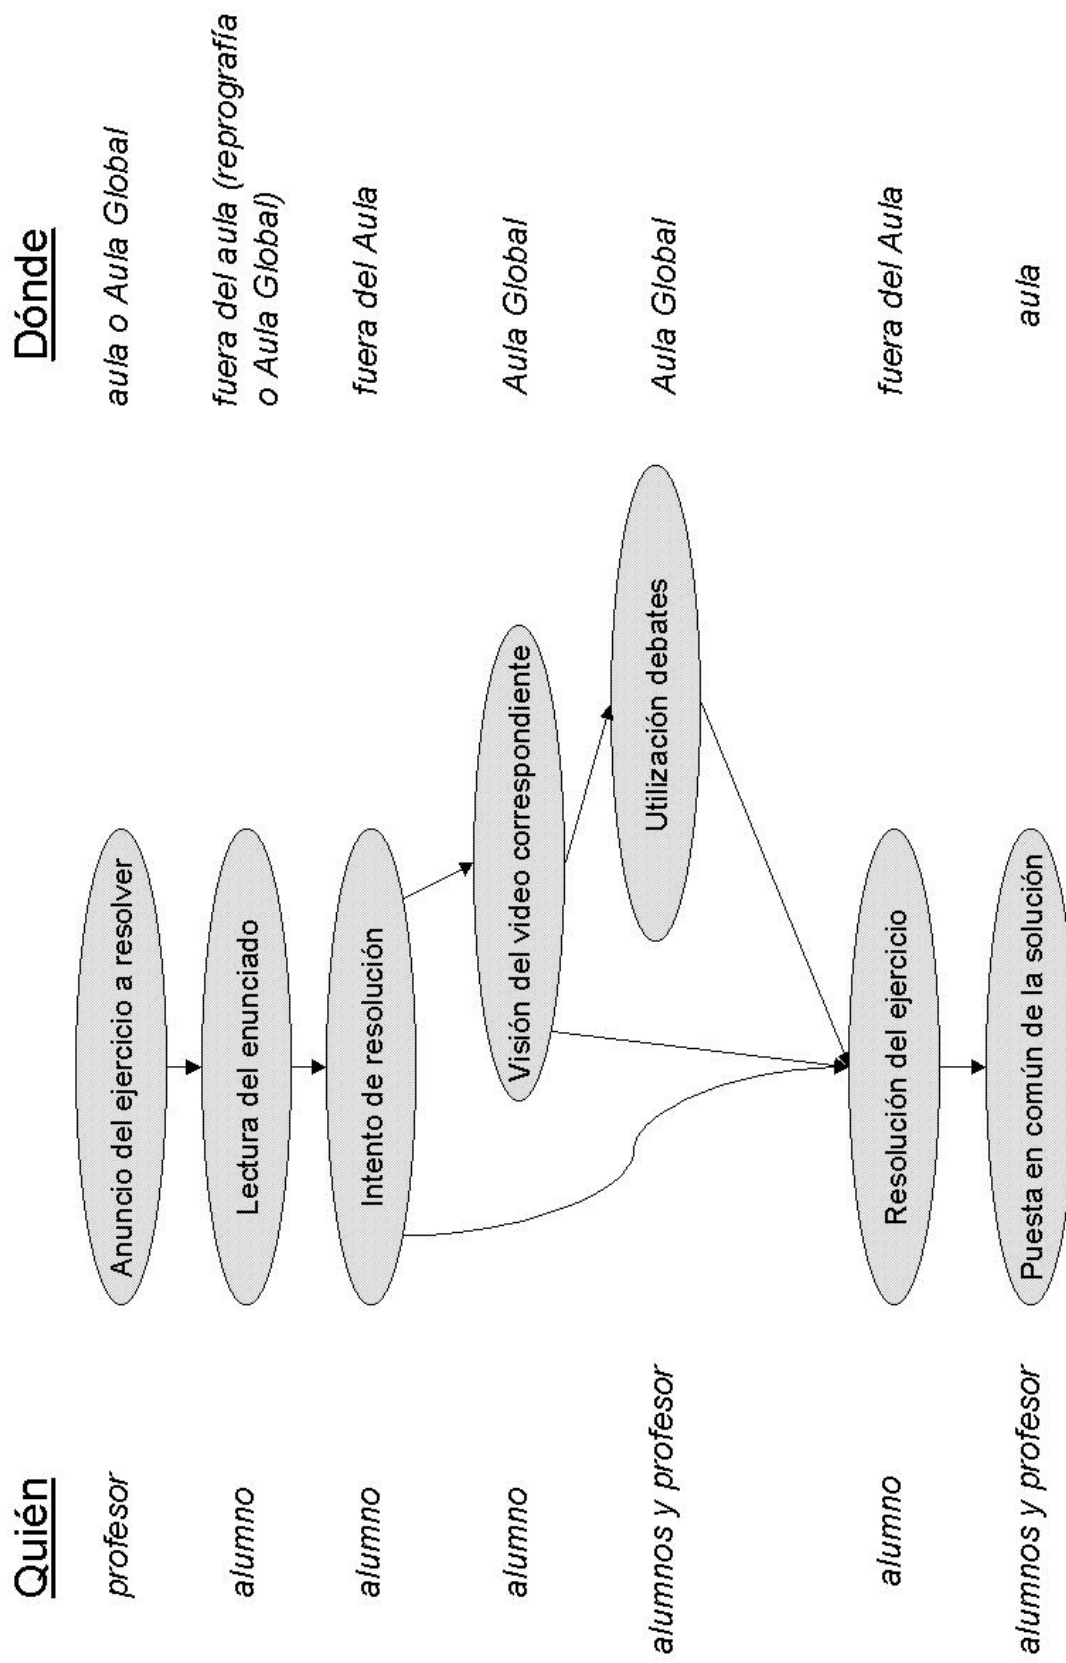 Quién
Dónde
profesor
Anuncio del ejercicio a resolver
aula o Aula Global
alumno
Lectura del enunciado
fuera del aula (reprografía
o Aula Global)
alumno
Intento de resolución
fuera del Aula
alumno
Visión del video correspondiente
Aula Global
alumnos y profesor
Utilización debates
Aula Global
alumno
Resolución del ejercicio
fuera del Aula
alumnos y profesor
Puesta en común de la solución
aula